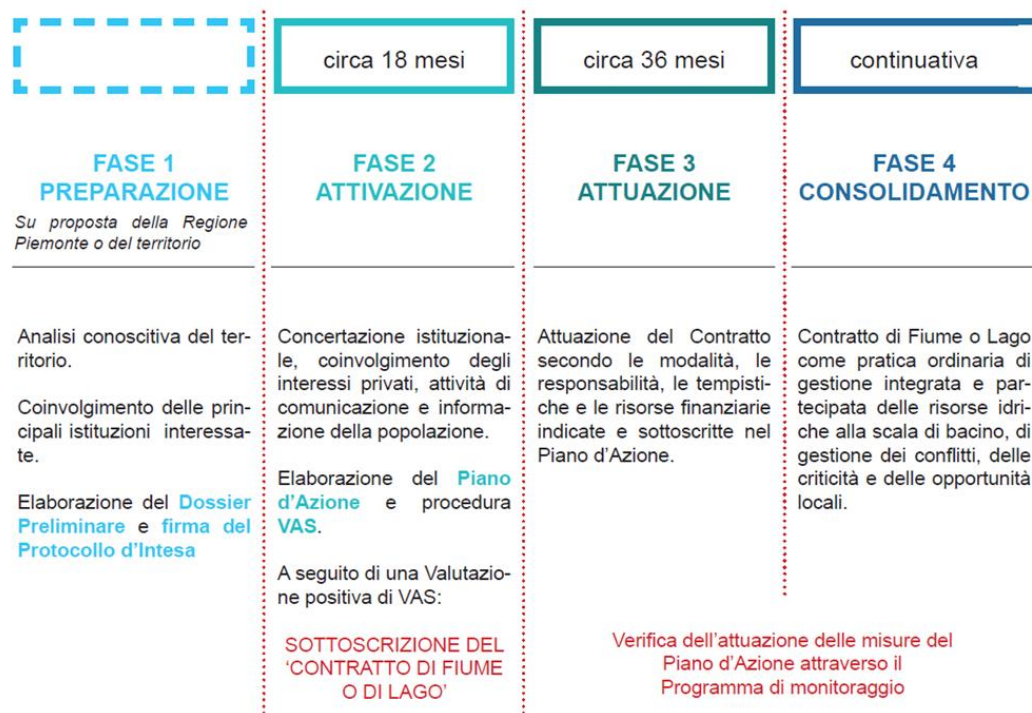 circa 18 mesi
circa 36 mesi
continuativa
FASE 1
PREPARAZIONE
Su proposta della Regione
Piemonte o del territorio
FASE 2
ATTIVAZIONE
FASE 3
ATTUAZIONE
FASE 4
CONSOLIDAMENTO
Analisi conoscitiva del ter-
ritorio.
Coinvolgimento delle prin-
cipali istituzioni interessa-
te.
Elaborazione del Dossier
Preliminare e firma del
Protocollo d'Intesa
Concertazione istituziona-
le, coinvolgimento degli
interessi privati, attività di
comunicazione e informa-
zione della popolazione.
Elaborazione del Piano
d'Azione e procedura
VAS.
A seguito di una Valutazio-
ne positiva di VAS:
SOTTOSCRIZIONE DEL
'CONTRATTO DI FIUME
O DI LAGO'
Attuazione del Contratto
secondo le modalità, le
responsabilità, le tempisti-
che e le risorse finanziarie
indicate e sottoscritte nel
Piano d'Azione.
Contratto di Fiume o Lago
come pratica ordinaria di
gestione integrata e par-
tecipata delle risorse idri-
che alla scala di bacino, di
gestione dei conflitti, delle
criticità e delle opportunità
locali.
Verifica dell'attuazione delle misure del
Piano d'Azione attraverso il
Programma di monitoraggio